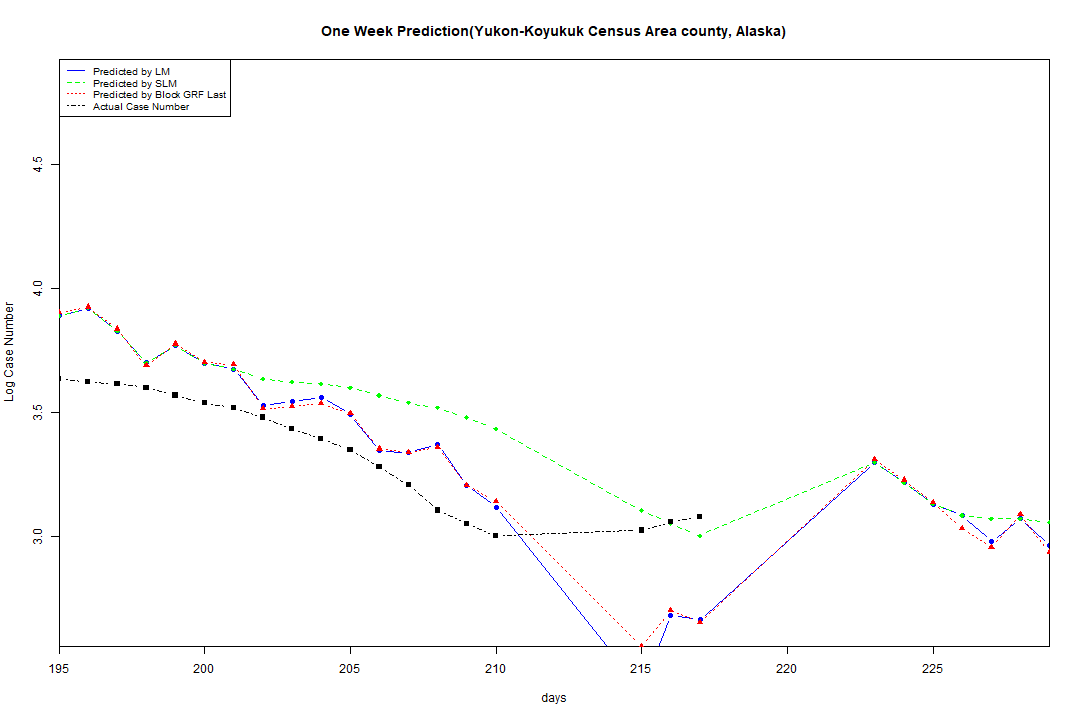 One Week Prediction(Yukon-Koyukuk Census Area county, Alaska)
Predicted by LM
Predicted by SLM
Predicted by Block GRF Last
Actual Case Number
4.5
4.0
3.5
3.0
Log Case Number
195 200 205 210 215 220 225
days